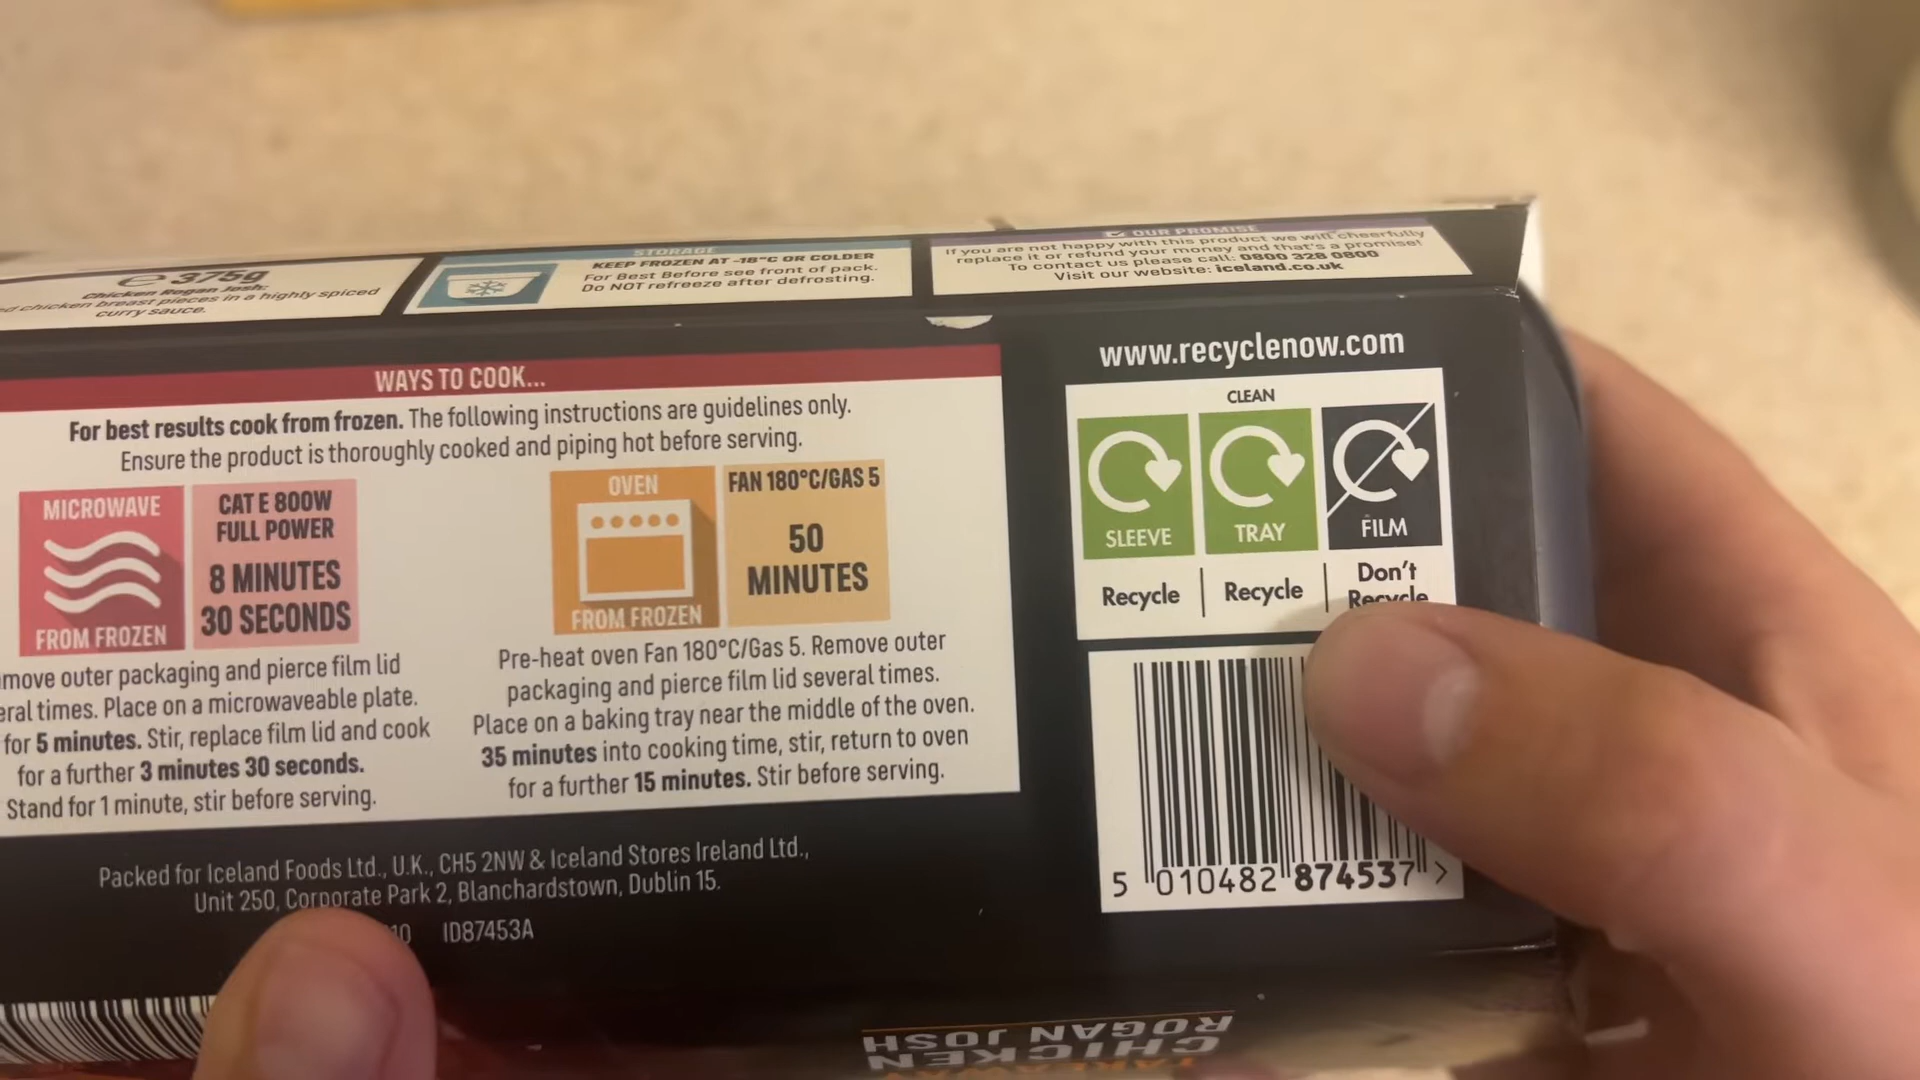 ℮ 375g
Chicken Rogan Josh:
chicken breast pieces in a highly spiced
curry sauce.
STORAGE
KEEP FROZEN AT -18°C OR COLDER
For Best Before see front of pack.
Do NOT refreeze after defrosting.
OUR PROMISE
If you are not happy with this product we will cheerfully
replace it or refund your money and that's a promise!
To contact us please call: 0800 328 0800
Visit our website: iceland.co.uk
WAYS TO COOK...
For best results cook from frozen. The following instructions are guidelines only.
Ensure the product is thoroughly cooked and piping hot before serving.
MICROWAVE
FROM FROZEN
CAT E 800W
FULL POWER
8 MINUTES
30 SECONDS
move outer packaging and pierce film lid
eral times. Place on a microwaveable plate.
for 5 minutes. Stir, replace film lid and cook
for a further 3 minutes 30 seconds.
Stand for 1 minute, stir before serving.
OVEN
FROM FROZEN
FAN 180°C/GAS 5
50
MINUTES
Pre-heat oven Fan 180°C/Gas 5. Remove outer
packaging and pierce film lid several times.
Place on a baking tray near the middle of the oven.
35 minutes into cooking time, stir, return to oven
for a further 15 minutes. Stir before serving.
www.recyclenow.com
CLEAN
SLEEVE
TRAY
FILM
Recycle
Recycle
Don't
Recycle
5 010482 874537 >
Packed for Iceland Foods Ltd., U.K., CH5 2NW & Iceland Stores Ireland Ltd.,
Unit 250, Corporate Park 2, Blanchardstown, Dublin 15.
10 ID87453A
TAKEAWAY
CHICKEN
ROGAN JOSH